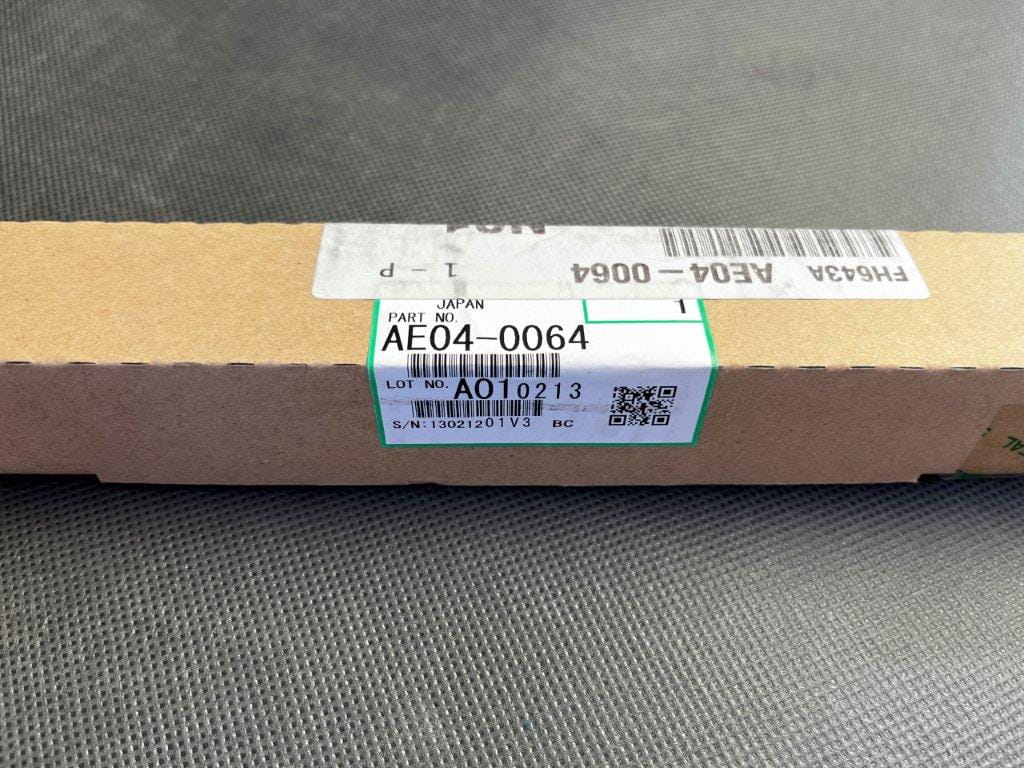 FH643A AE04-0064 1-P
JAPAN
1
PART NO.
AE04-0064
LOT NO. A010213
S/N:13021201V3 BC